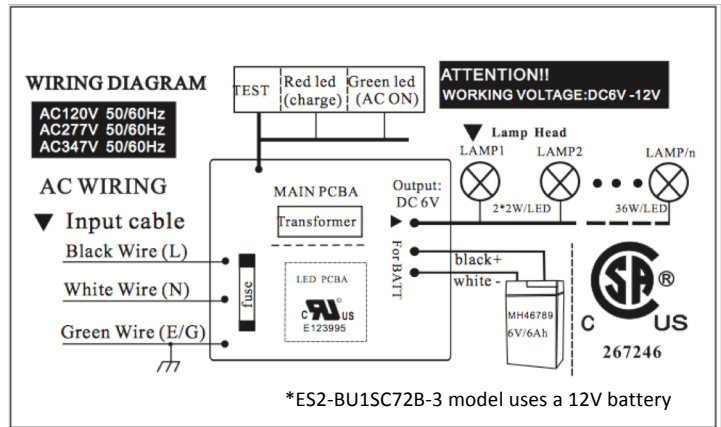 WIRING DIAGRAM
AC120V 50/60Hz
AC277V 50/60Hz
AC347V 50/60Hz
TEST
Red led
(charge)
Green led
(AC ON)
ATTENTION!!
WORKING VOLTAGE:DC6V -12V
Lamp Head
LAMP1
LAMP2
LAMP/n
2*2W/LED
36W/LED
AC WIRING
Input cable
Black Wire (L)
White Wire (N)
Green Wire (E/G)
fuse
MAIN PCBA
Transformer
LED PCBA
C US
E123995
Output:
DC 6V
For BATT
black+
white -
MH46789
6V/6Ah
SA ®
C US
267246
*ES2-BU1SC72B-3 model uses a 12V battery